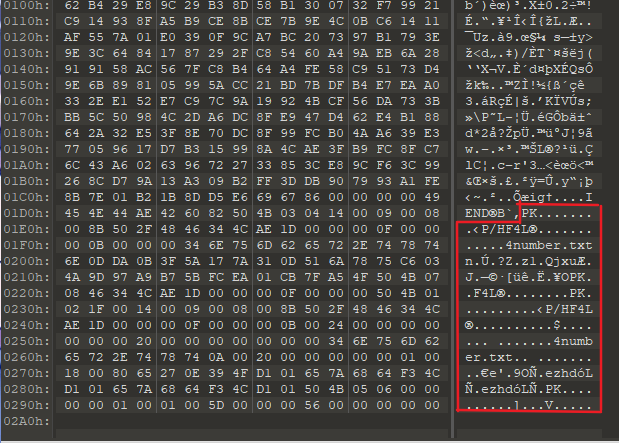 0100h: 62 B4 29 E8 9C 29 B3 8D 58 B1 30 07 32 F7 99 21 b´)èœ)³.X±0.2÷™!
0110h: C9 14 93 8F A5 B9 CE 8B CE 7B 9E 4C 0B C6 14 11 É.“.¥¹Î‹Î{žL.Æ..
0120h: AF 55 7A 01 E0 39 0F 9C A7 BC 20 73 97 B1 79 3E ¯Uz.à9.œ§¼ s—±y>
0130h: 9E 3C 64 84 17 87 29 2F C8 54 60 A4 9A EB 6A 28 ž<d„.‡)/ÈT`¤šëj(
0140h: 91 91 58 AC 56 7F C8 B4 64 A4 FE 58 C9 51 73 D4 ‘‘X¬V.È´d¤þXÉQsÔ
0150h: 9E 6B 89 81 05 99 5A CC 21 BD 7B DF B4 E7 EA A0 žk‰..™ZÌ!½{ß´çê
0160h: 33 2E E1 52 E7 C9 7C 9A 19 92 4B CF 56 DA 73 3B 3.áRçÉ|š.’KÏVÚs;
0170h: BB 5C 50 98 4C 2D A6 DC 8F E9 47 D4 62 E4 B1 88 »\P˜L-¦Ü.éGÔbä±ˆ
0180h: 64 2A 32 E5 3F 8E 70 DC 8F 99 FC B0 4A A6 39 E3 d*2å?ŽpÜ.™ü°J¦9ã
0190h: 77 05 96 17 D7 B3 15 99 8A 4C AE 3F B9 FC 8F C7 w.–.×³.™ŠL®?¹ü.Ç
01A0h: 6C 43 A6 02 63 96 72 27 33 85 3C E8 9C F6 3C 99 lC¦.c–r'3…<èœö<™
01B0h: 26 8C D7 9A 13 A3 09 B2 FF 3D DB 90 79 93 A1 FE &Œ×š.£.²ÿ=Û.y“¡þ
01C0h: 8B 7E 01 B2 1B 8D D5 E6 69 67 86 00 00 00 00 49 ‹~.²..Õæig†....I
01D0h: 45 4E 44 AE 42 60 82 50 4B 03 04 14 00 09 00 08 END®B`‚PK.......
01E0h: 00 8B 50 2F 48 46 34 4C AE 1D 00 00 00 0F 00 00 .‹P/HF4L®.......
01F0h: 00 0B 00 00 00 34 6E 75 6D 62 65 72 2E 74 78 74 .....4number.txt
0200h: 6E 0D DA 0B 3F 5A 17 7A 31 0D 51 6A 78 75 C6 03 n.Ú.?Z.z1.QjxuÆ.
0210h: 4A 9D 97 A9 B7 5B FC EA 01 CB 7F A5 4F 50 4B 07 J.—©·[üê.Ë.¥OPK.
0220h: 08 46 34 4C AE 1D 00 00 00 0F 00 00 00 50 4B 01 .F4L®........PK.
0230h: 02 1F 00 14 00 09 00 08 00 8B 50 2F 48 46 34 4C .........‹P/HF4L
0240h: AE 1D 00 00 00 0F 00 00 00 0B 00 24 00 00 00 00 ®..........$....
0250h: 00 00 00 20 00 00 00 00 00 00 00 34 6E 75 6D 62 ... .......4numb
0260h: 65 72 2E 74 78 74 0A 00 20 00 00 00 00 00 01 00 er.txt.. .......
0270h: 18 00 80 65 27 0E 39 4F D1 01 65 7A 68 64 F3 4C ..€e'.9OÑ.ezhdóL
0280h: D1 01 65 7A 68 64 F3 4C D1 01 50 4B 05 06 00 00 Ñ.ezhdóLÑ.PK....
0290h: 00 00 01 00 01 00 5D 00 00 00 56 00 00 00 00 00 ......]...V.....
02A0h: